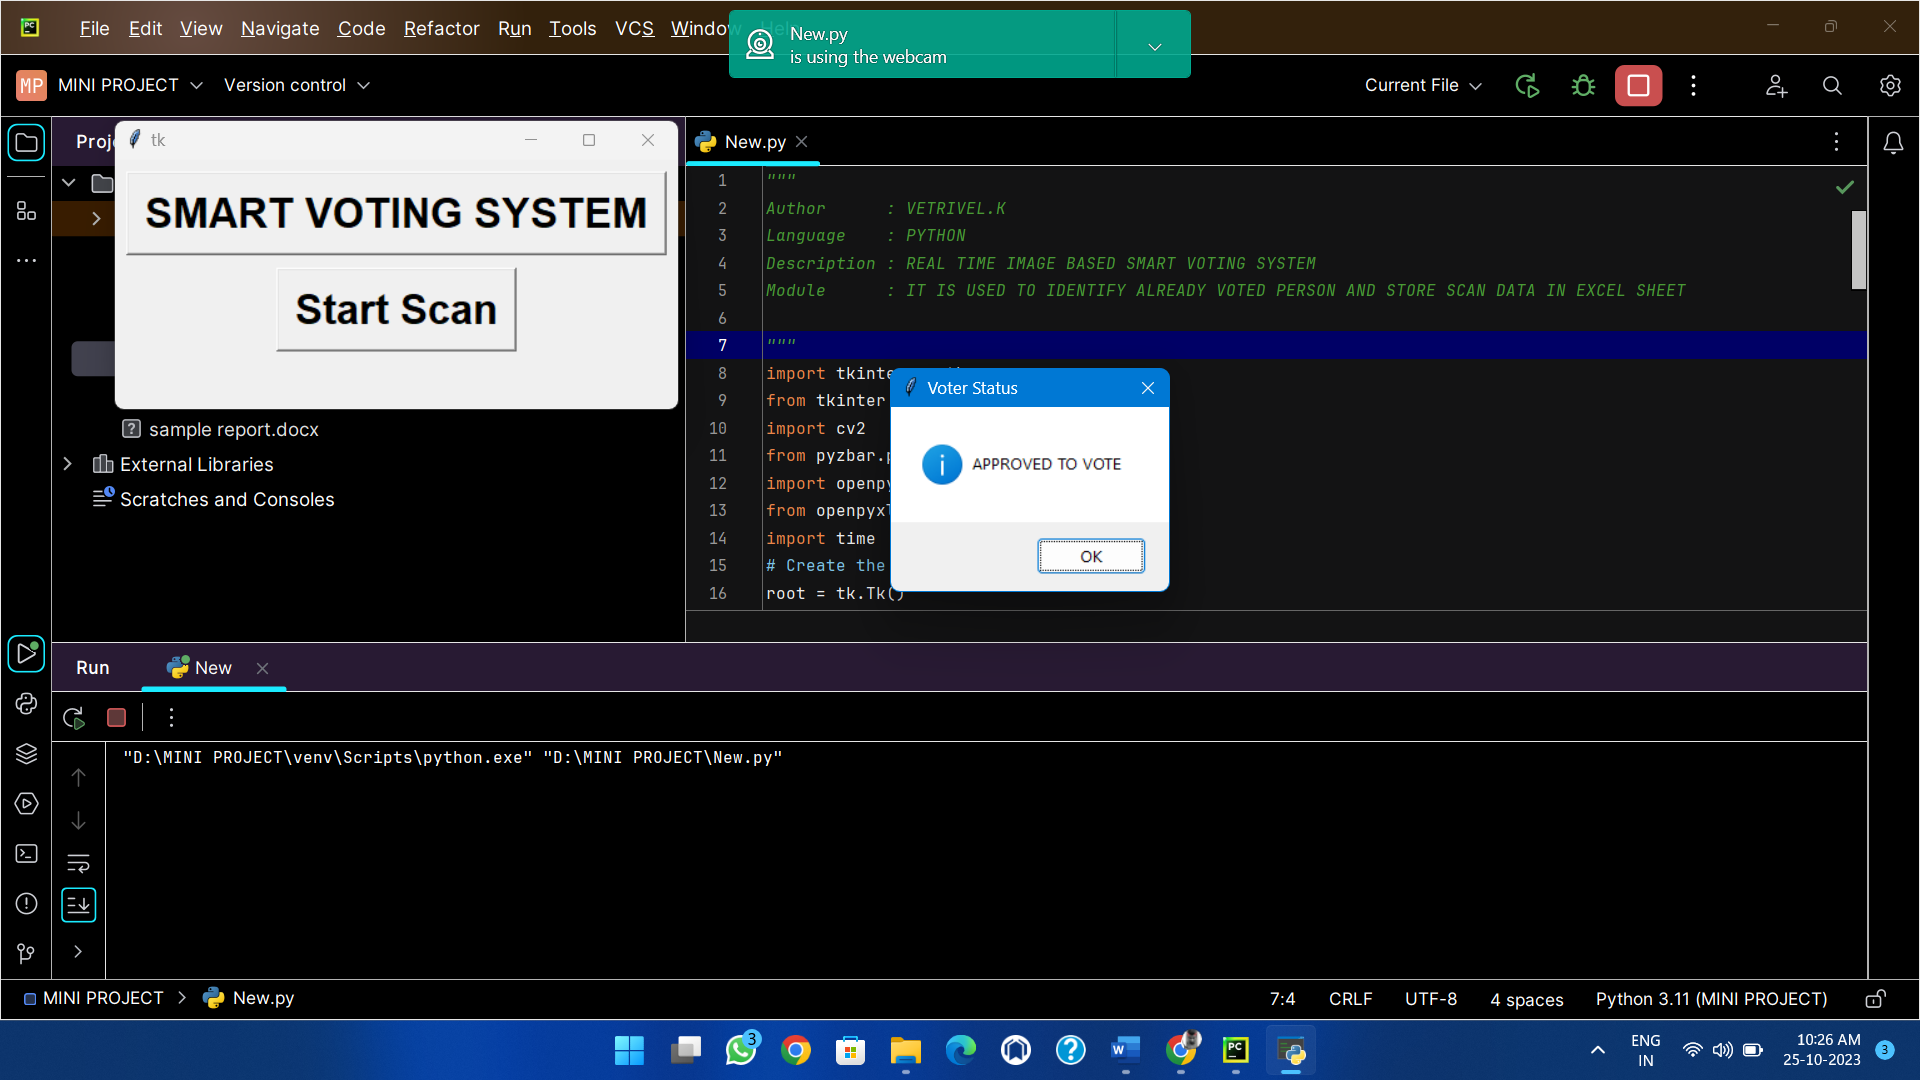 File Edit View Navigate Code Refactor Run Tools VCS Window
New.py
is using the webcam
MP MINI PROJECT Version control
Current File
tk
SMART VOTING SYSTEM
Start Scan
sample report.docx
External Libraries
Scratches and Consoles
New.py
1 """
2 Author : VETRIVEL.K
3 Language : PYTHON
4 Description : REAL TIME IMAGE BASED SMART VOTING SYSTEM
5 Module : IT IS USED TO IDENTIFY ALREADY VOTED PERSON AND STORE SCAN DATA IN EXCEL SHEET
6
7 """
8 import
9 from tkinter
10 import cv2
11 from
12 import
13 from
14 import time
15 # Create the
16 root = tk.Tk()
Voter Status
APPROVED TO VOTE
OK
Run New
"D:\MINI PROJECT\venv\Scripts\python.exe" "D:\MINI PROJECT\New.py"
MINI PROJECT > New.py
7:4 CRLF UTF-8 4 spaces Python 3.11 (MINI PROJECT)
3
PC
ENG
IN
10:26 AM
25-10-2023
3